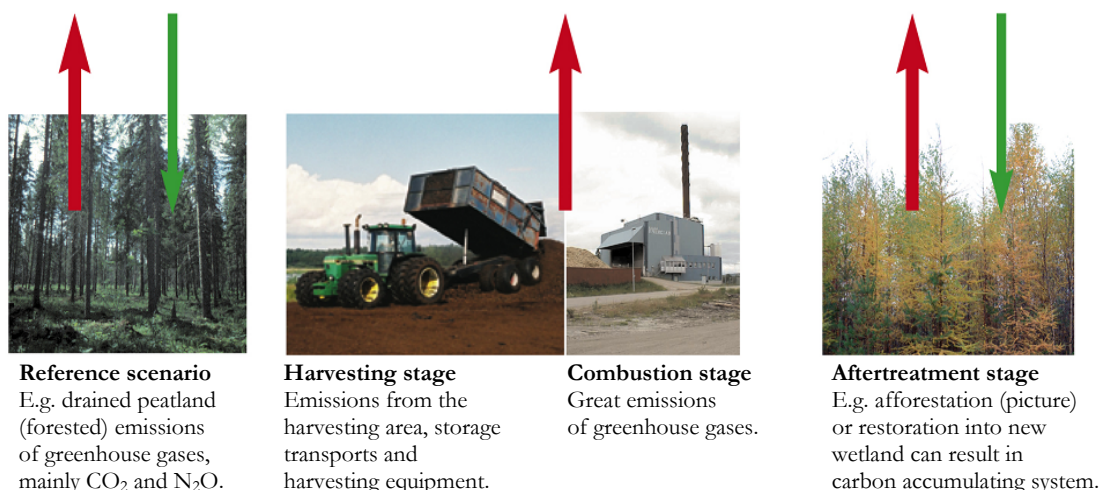 Reference scenario
E.g. drained peatland
(forested) emissions
of greenhouse gases,
mainly CO₂ and N₂O.
Harvesting stage
Emissions from the
harvesting area, storage
transports and
harvesting equipment.
Combustion stage
Great emissions
of greenhouse gases.
Aftertreatment stage
E.g. afforestation (picture)
or restoration into new
wetland can result in
carbon accumulating system.